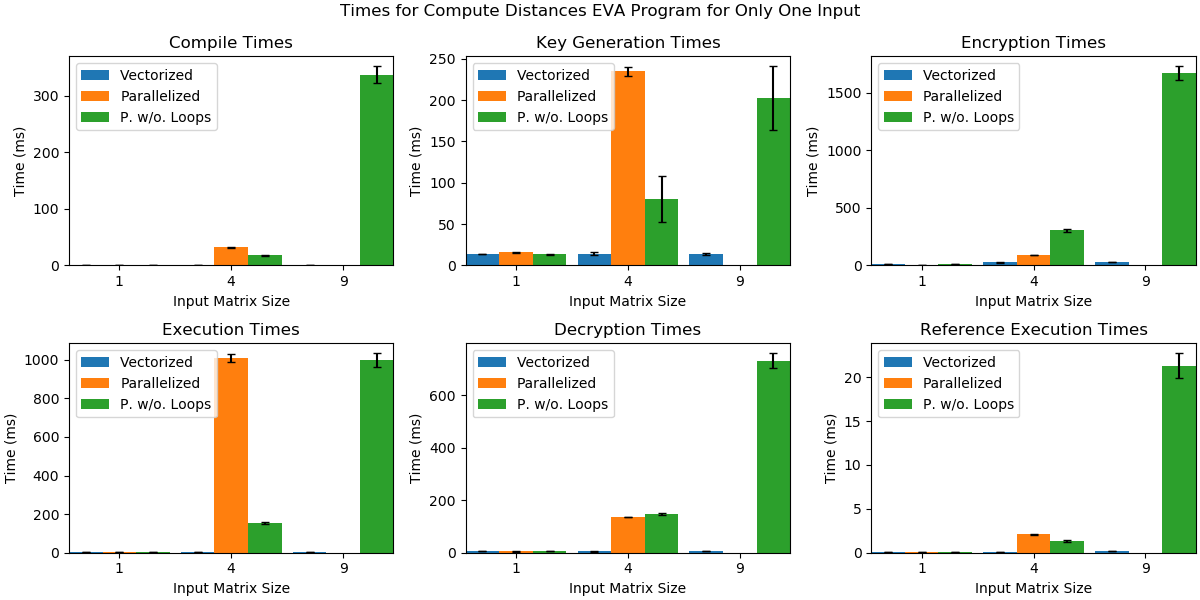 Times for Compute Distances EVA Program for Only One Input
Compile Times
Vectorized
Parallelized
P. w/o. Loops
Time (ms)
300
200
100
0
1
4
9
Input Matrix Size
Key Generation Times
Vectorized
Parallelized
P. w/o. Loops
Time (ms)
250
200
150
100
50
0
1
4
9
Input Matrix Size
Encryption Times
Vectorized
Parallelized
P. w/o. Loops
Time (ms)
1500
1000
500
0
1
4
9
Input Matrix Size
Execution Times
Vectorized
Parallelized
P. w/o. Loops
Time (ms)
1000
800
600
400
200
0
1
4
9
Input Matrix Size
Decryption Times
Vectorized
Parallelized
P. w/o. Loops
Time (ms)
600
400
200
0
1
4
9
Input Matrix Size
Reference Execution Times
Vectorized
Parallelized
P. w/o. Loops
Time (ms)
20
15
10
5
0
1
4
9
Input Matrix Size